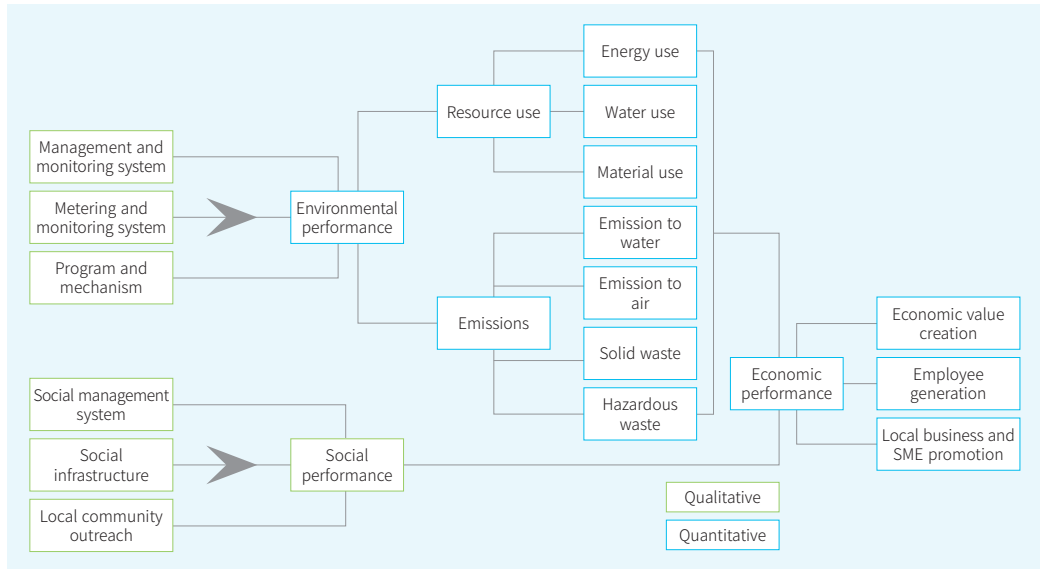 Management and
monitoring system
Metering and
monitoring system
Program and
mechanism
Environmental
performance
Resource use
Energy use
Water use
Material use
Emissions
Emission to
water
Emission to
air
Solid waste
Hazardous
waste
Social management
system
Social
infrastructure
Local community
outreach
Social
performance
Economic
performance
Economic value
creation
Employee
generation
Local business and
SME promotion
Qualitative
Quantitative